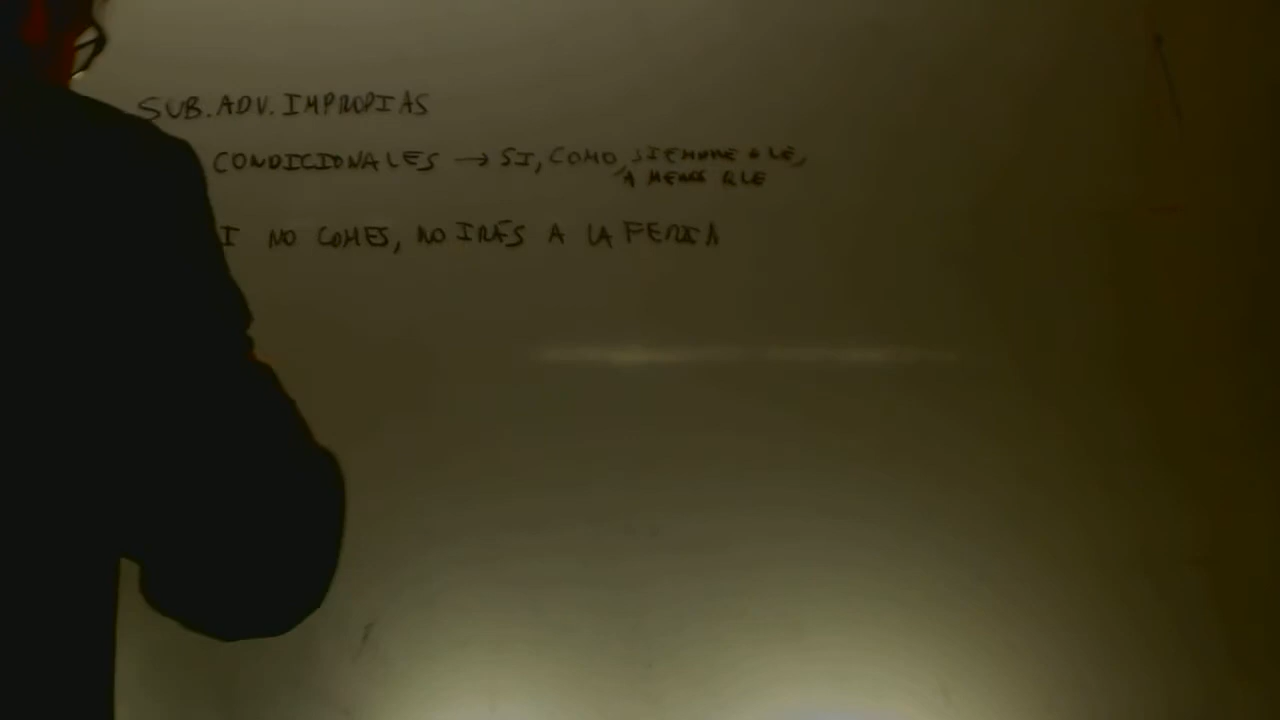 SUB. ADV. IMPROPIAS
CONDICIONALES → SI, COMO, SIEMPRE QUE,
A MENOS QUE
I NO COMES, NO IRÁS A LA FERIA